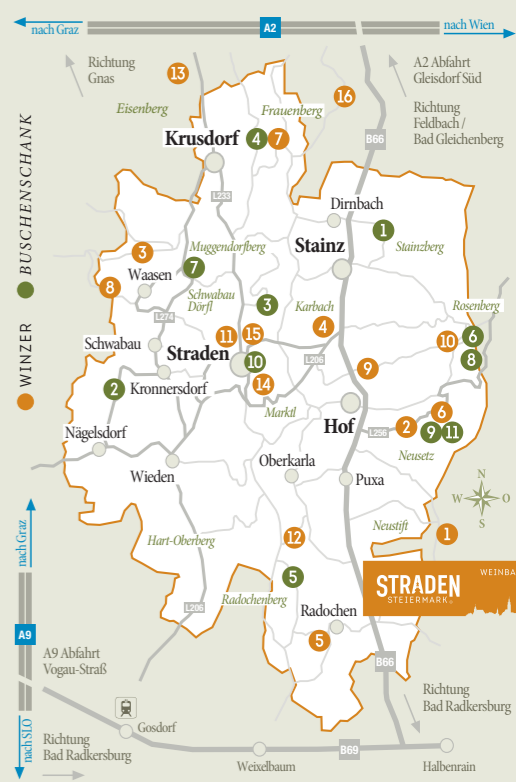 nach Graz
A2
nach Wien
Richtung
Gnas
13
A2 Abfahrt
Gleisdorf Süd
16
Richtung
Feldbach /
Bad Gleichenberg
Eisenberg
Frauenberg
B66
Krusdorf
4
7
BUSCHENSCHANK
WINZER
L233
Dirnbach
1
Stainz
Stainzberg
3
Muggendorfberg
7
Waasen
8
Schwabau
Dörfl
3
Karbach
Rosenberg
L274
11
15
4
10
6
Schwabau
Straden
10
L206
8
9
2
Kronnersdorf
14
Marktl
Hof
6
2
L256
9
11
Nägelsdorf
Neusetz
Wieden
Oberkarla
Puxa
N
W
O
S
Neustift
1
12
Hart-Oberberg
nach Graz
5
WEINBA
STRADEN
STEIERMARK®
Radochenberg
L206
Radochen
5
A9
A9 Abfahrt
Vogau-Straß
B66
Richtung
Bad Radkersburg
Gosdorf
nach SLO
Richtung
Bad Radkersburg
B69
Weixelbaum
Halbenrain